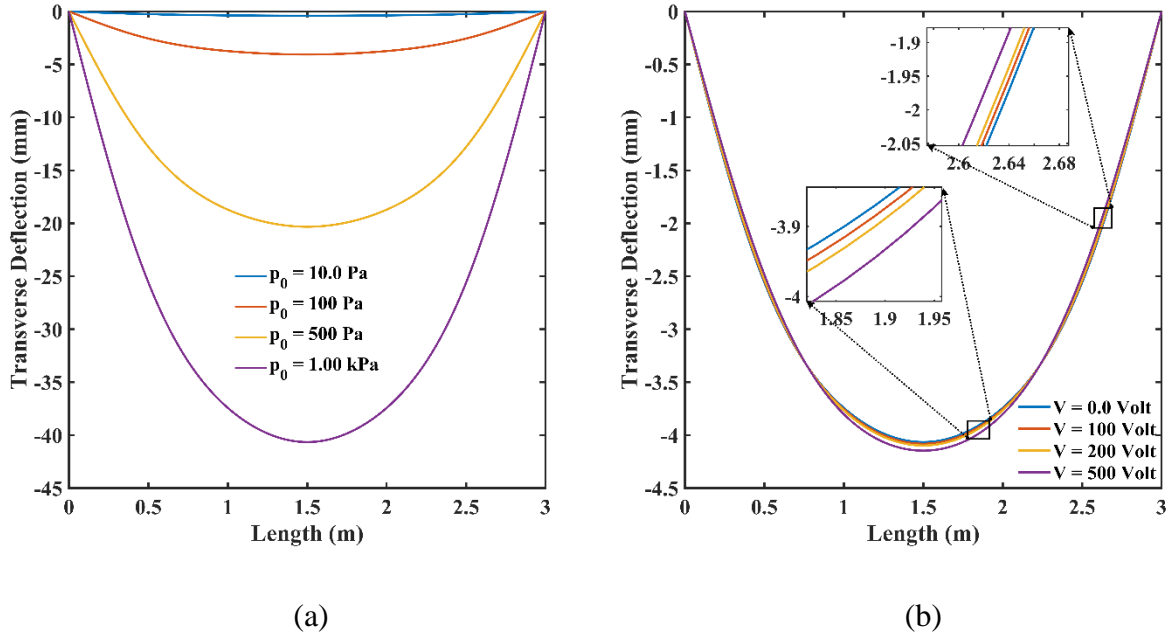 0
-5
-10
-15
-20
-25
-30
-35
-40
-45
Transverse Deflection (mm)
p0 = 10.0 Pa
p0 = 100 Pa
p0 = 500 Pa
p0 = 1.00 kPa
0 0.5 1 1.5 2 2.5 3
Length (m)
(a)
0
-0.5
-1
-1.5
-2
-2.5
-3
-3.5
-4
-4.5
Transverse Deflection (mm)
-1.9
-1.95
-2
-2.05
2.6 2.64 2.68
-3.9
-4
1.85 1.9 1.95
V = 0.0 Volt
V = 100 Volt
V = 200 Volt
V = 500 Volt
0 0.5 1 1.5 2 2.5 3
Length (m)
(b)